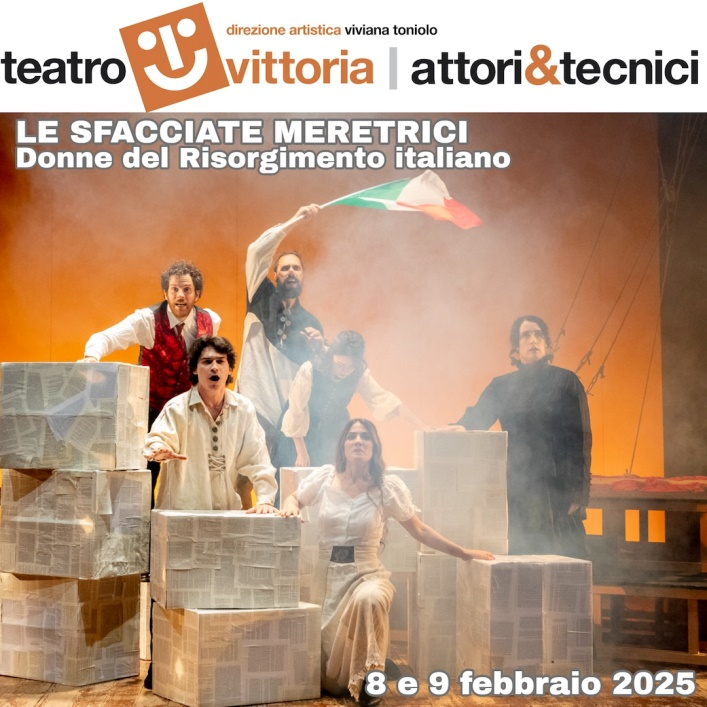 direzione artistica viviana toniolo
teatro vittoria | attori&tecnici
LE SFACCIATE MERETRICI
Donne del Risorgimento italiano
8 e 9 febbraio 2025